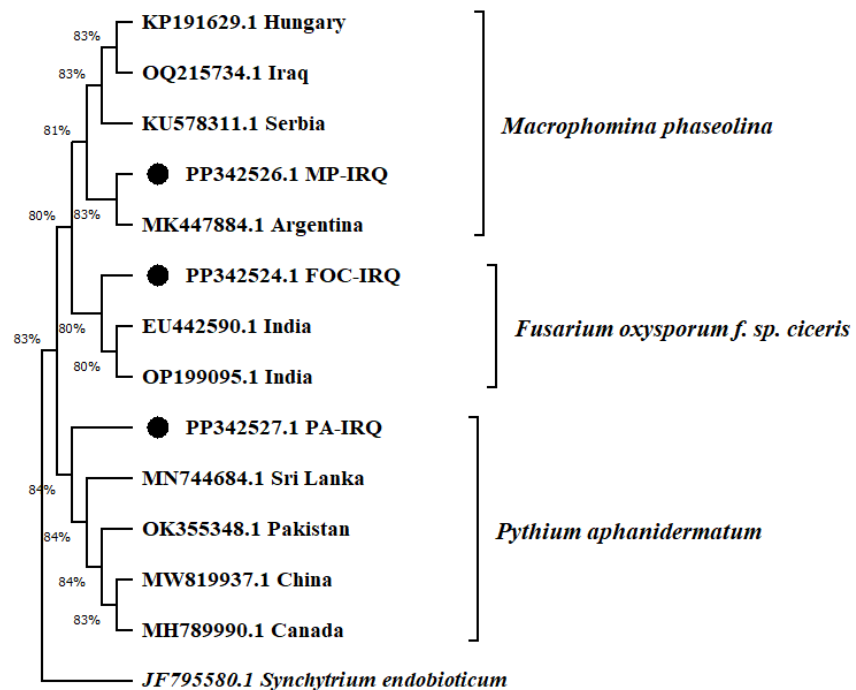 KP191629.1 Hungary
83%
OQ215734.1 Iraq
83%
KU578311.1 Serbia
Macrophomina phaseolina
81%
PP342526.1 MP-IRQ
83%
MK447884.1 Argentina
80%
PP342524.1 FOC-IRQ
EU442590.1 India
Fusarium oxysporum f. sp. ciceris
80%
83%
OP199095.1 India
80%
PP342527.1 PA-IRQ
MN744684.1 Sri Lanka
84%
OK355348.1 Pakistan
Pythium aphanidermatum
84%
MW819937.1 China
84%
MH789990.1 Canada
83%
JF795580.1 Synchytrium endobioticum